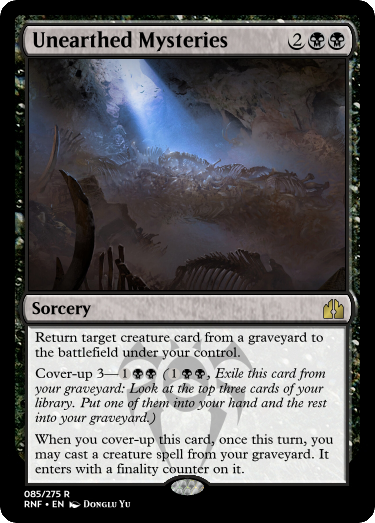 Unearthed Mysteries 2
Sorcery
Return target creature card from a graveyard to
the battlefield under your control.
Cover-up 3—1 (1, Exile this card from
your graveyard: Look at the top three cards of your
library. Put one of them into your hand and the rest
into your graveyard.)
When you cover-up this card, once this turn, you
may cast a creature spell from your graveyard. It
enters with a finality counter on it.
085/275 R
RNF • EN Donglu Yu